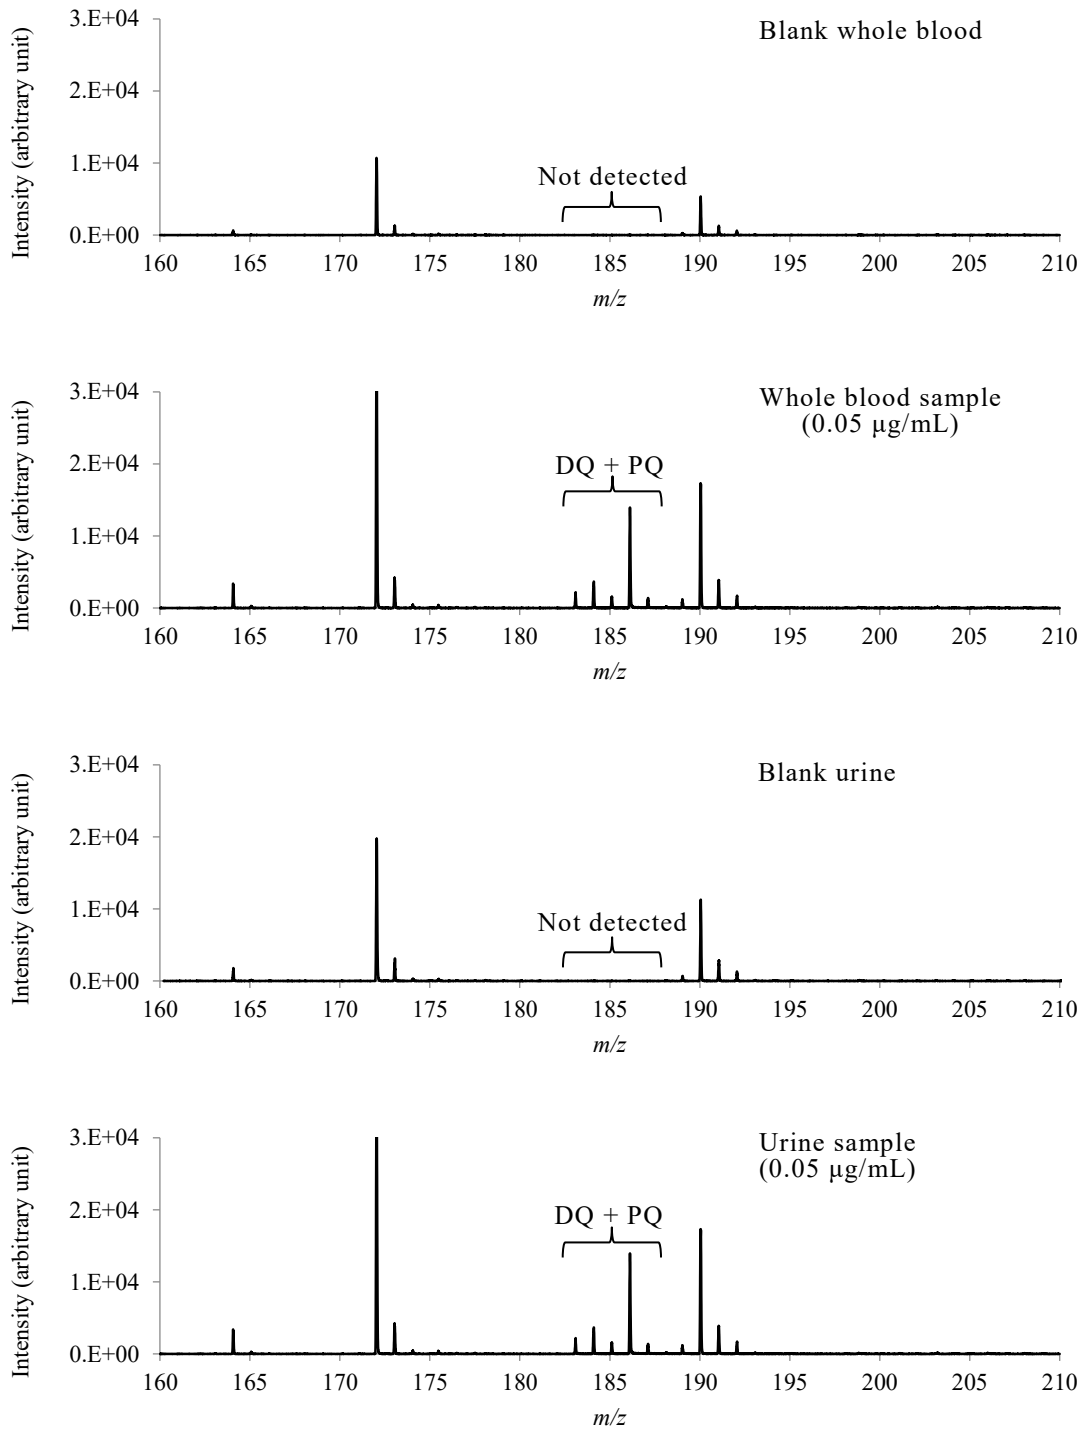 Blank whole blood
Intensity (arbitrary unit)
3.E+04
2.E+04
1.E+04
0.E+00
Not detected
160 165 170 175 180 185 190 195 200 205 210
m/z
Whole blood sample
(0.05 μg/mL)
Intensity (arbitrary unit)
3.E+04
2.E+04
1.E+04
0.E+00
DQ + PQ
160 165 170 175 180 185 190 195 200 205 210
m/z
Blank urine
Intensity (arbitrary unit)
3.E+04
2.E+04
1.E+04
0.E+00
Not detected
160 165 170 175 180 185 190 195 200 205 210
m/z
Urine sample
(0.05 μg/mL)
Intensity (arbitrary unit)
3.E+04
2.E+04
1.E+04
0.E+00
DQ + PQ
160 165 170 175 180 185 190 195 200 205 210
m/z